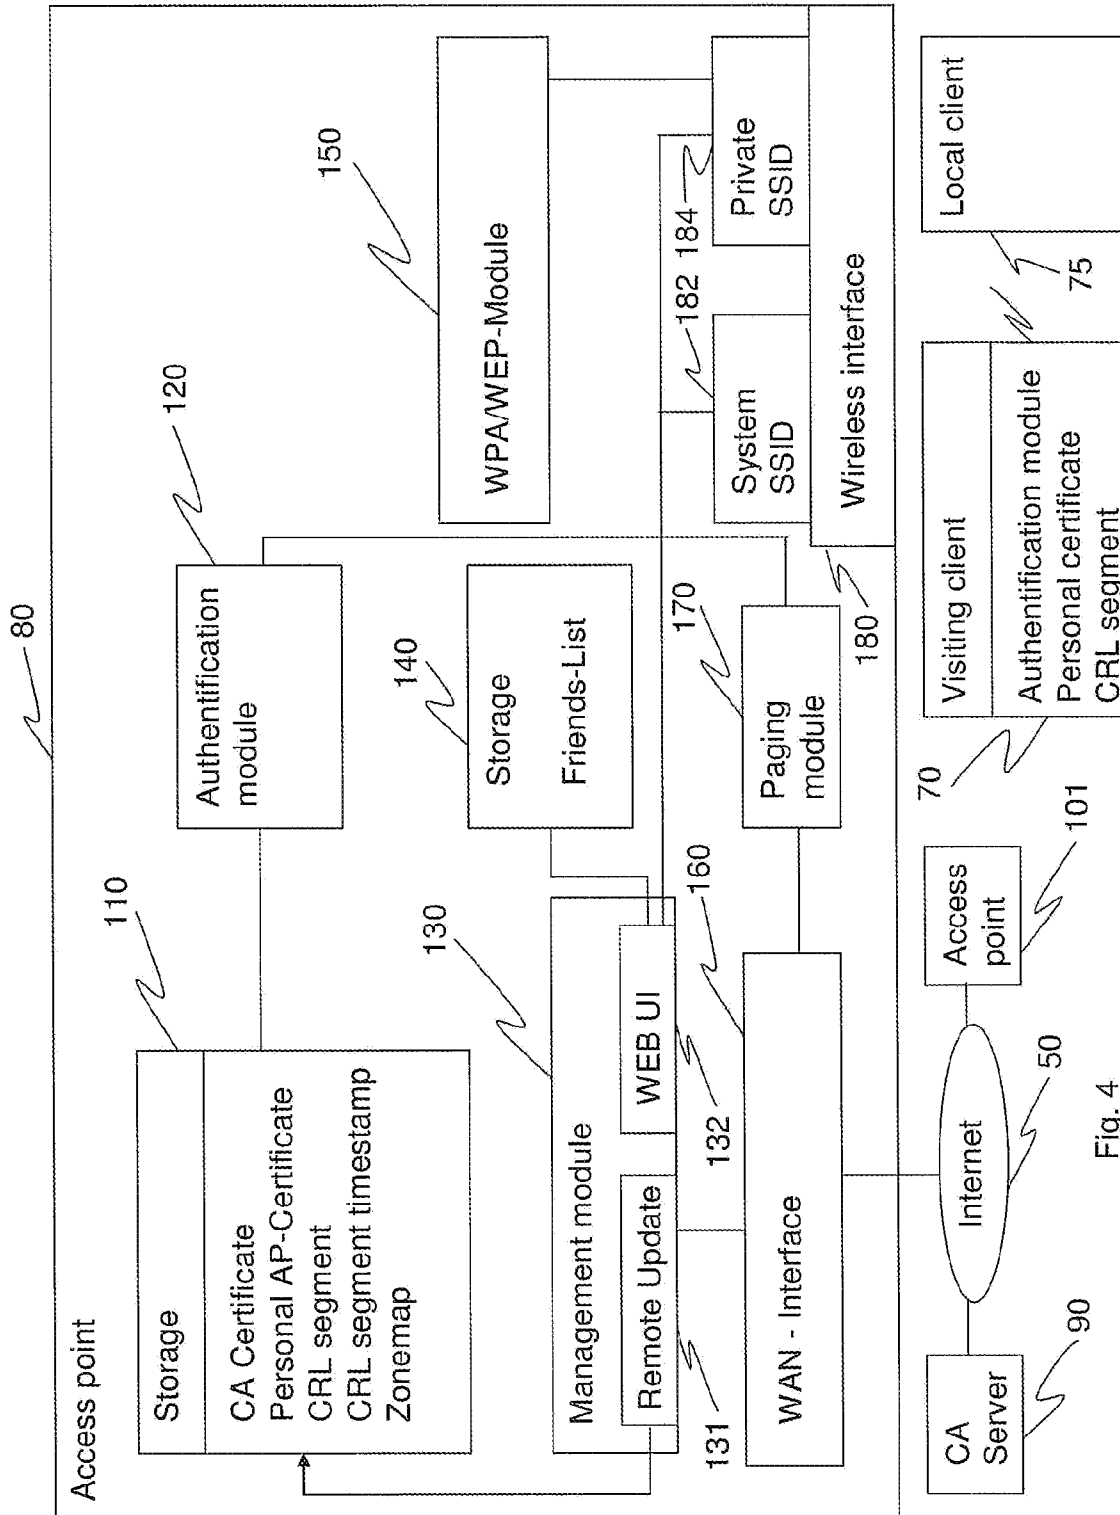 80
Access point
Storage
CA Certificate
Personal AP-Certificate
CRL segment
CRL segment timestamp
Zonemap
110
Authentification
module
120
Management module
Remote Update
WEB UI
130
131
132
Storage
Friends-List
140
WPA/WEP-Module
150
WAN - Interface
160
Paging
module
170
System
SSID
182
Private
SSID
184
Wireless interface
180
CA
Server
90
Internet
50
Access
point
101
Visiting client
Authentification module
Personal certificate
CRL segment
70
Local client
75
Fig. 4